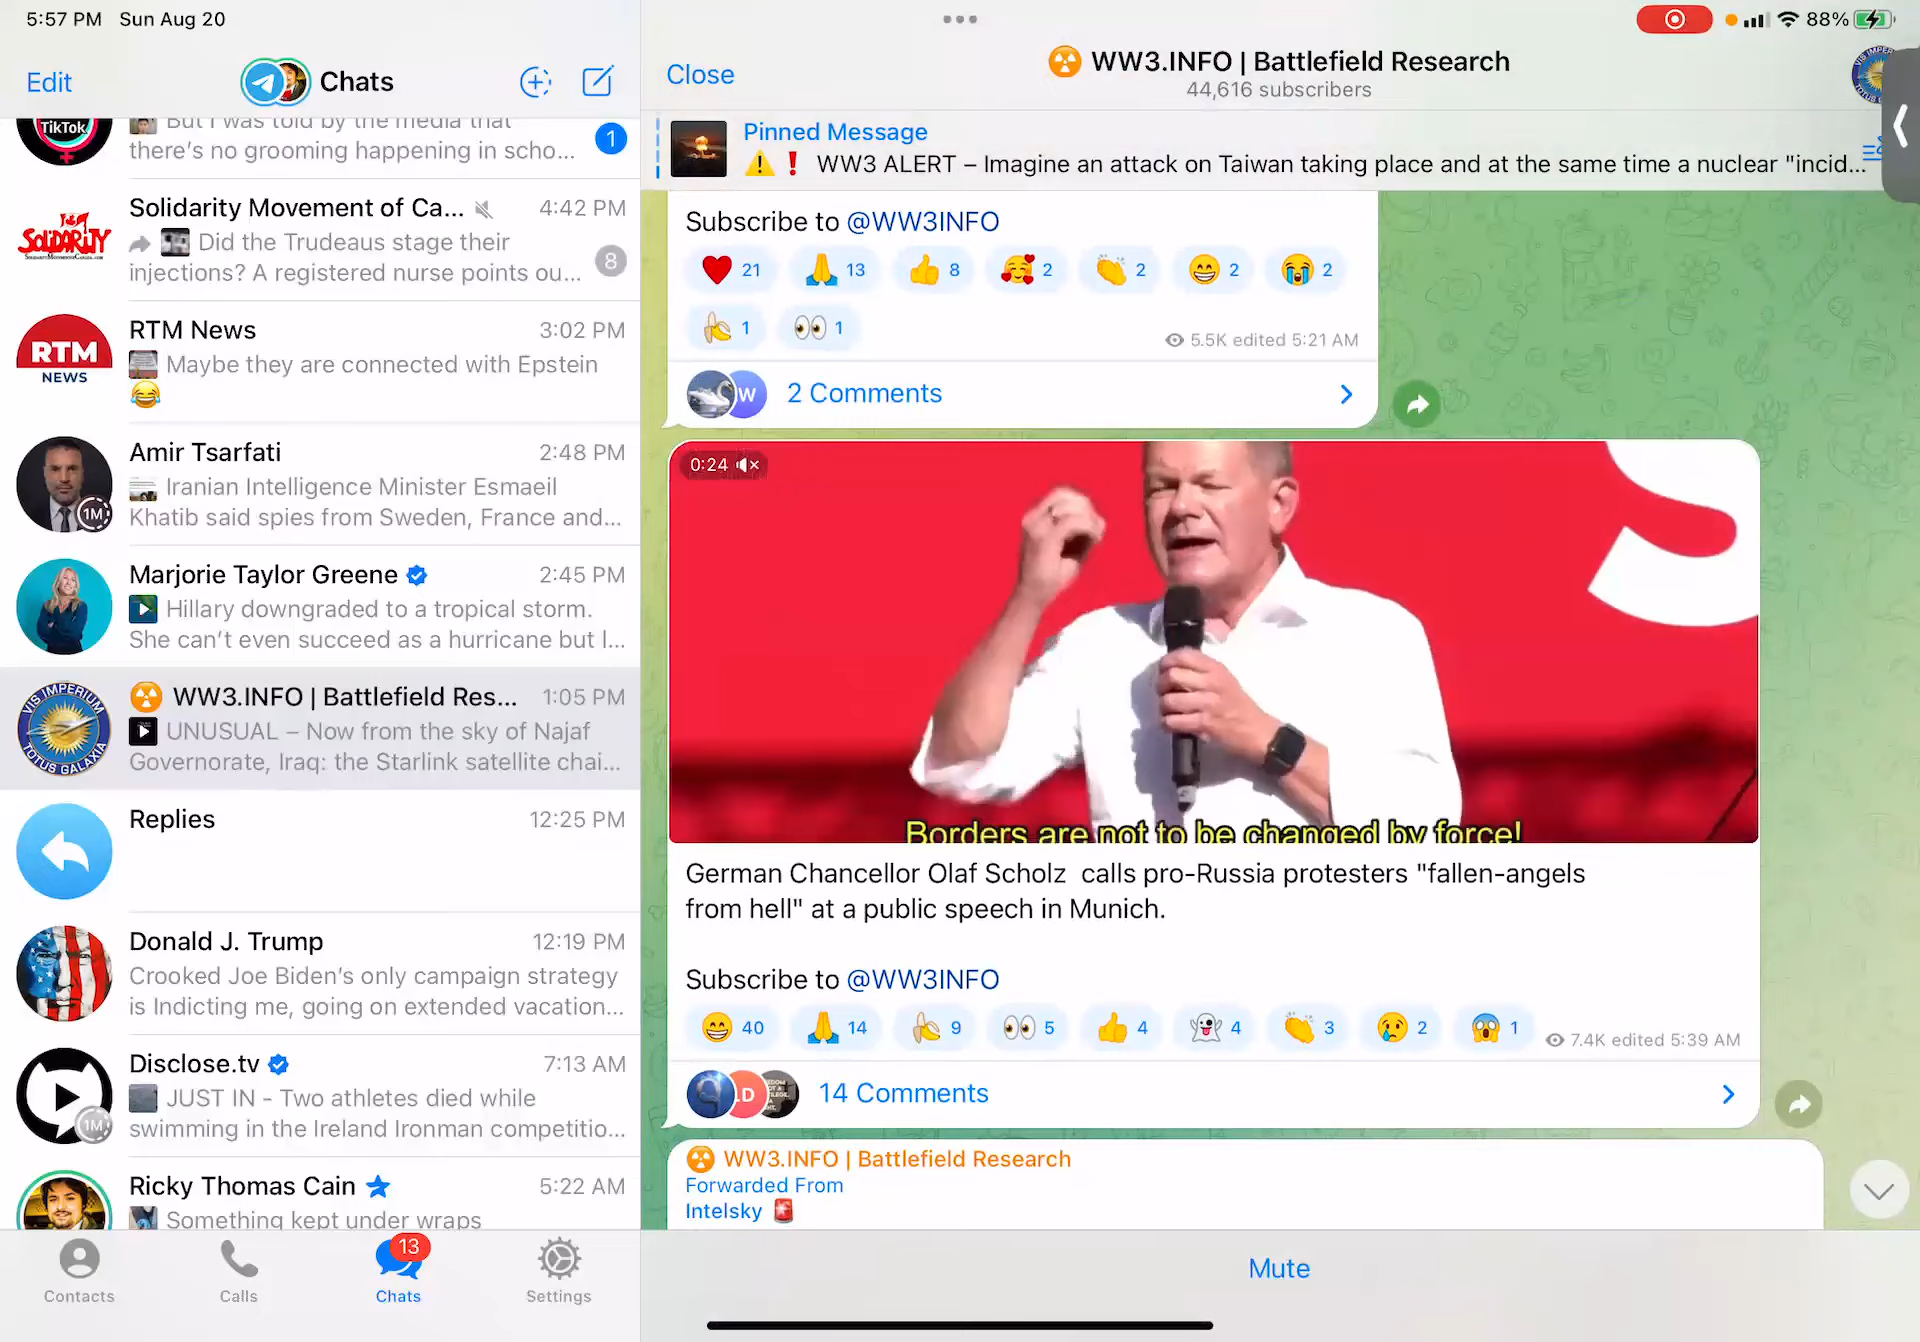 5:57 PM Sun Aug 20
88%
Edit
Chats
TikTok
But I was told by the media that
there's no grooming happening in scho...
1
SOLiDARiTY
Solidarity Movement of Ca...
4:42 PM
Did the Trudeaus stage their
injections? A registered nurse points ou...
8
RTM
NEWS
RTM News
3:02 PM
Maybe they are connected with Epstein
😂
Amir Tsarfati
2:48 PM
1M
Iranian Intelligence Minister Esmaeil
Khatib said spies from Sweden, France and...
Marjorie Taylor Greene
2:45 PM
Hillary downgraded to a tropical storm.
She can't even succeed as a hurricane but I...
VIS IMPERIUM
TOTUS GALAXIA
☢️ WW3.INFO | Battlefield Res...
1:05 PM
UNUSUAL – Now from the sky of Najaf
Governorate, Iraq: the Starlink satellite chai...
Replies
12:25 PM
Donald J. Trump
12:19 PM
Crooked Joe Biden's only campaign strategy
is Indicting me, going on extended vacation...
Disclose.tv
7:13 AM
1M
JUST IN - Two athletes died while
swimming in the Ireland Ironman competitio...
Ricky Thomas Cain
5:22 AM
Something kept under wraps
Contacts
Calls
13
Chats
Settings
Close
☢️ WW3.INFO | Battlefield Research
44,616 subscribers
Pinned Message
⚠️❗ WW3 ALERT – Imagine an attack on Taiwan taking place and at the same time a nuclear "incid...
Subscribe to @WW3INFO
❤️ 21 🙏 13 👍 8 🥰 2 👏 2 😁 2 😭 2
🍌 1 👀 1
5.5K edited 5:21 AM
W
2 Comments
0:24
S
Borders are not to be changed by force!
German Chancellor Olaf Scholz calls pro-Russia protesters "fallen-angels
from hell" at a public speech in Munich.
Subscribe to @WW3INFO
😁 40 🙏 14 🍌 9 👀 5 👍 4 👻 4 👏 3 😢 2 😱 1
7.4K edited 5:39 AM
LD
14 Comments
☢️ WW3.INFO | Battlefield Research
Forwarded From
Intelsky 🚨
Mute